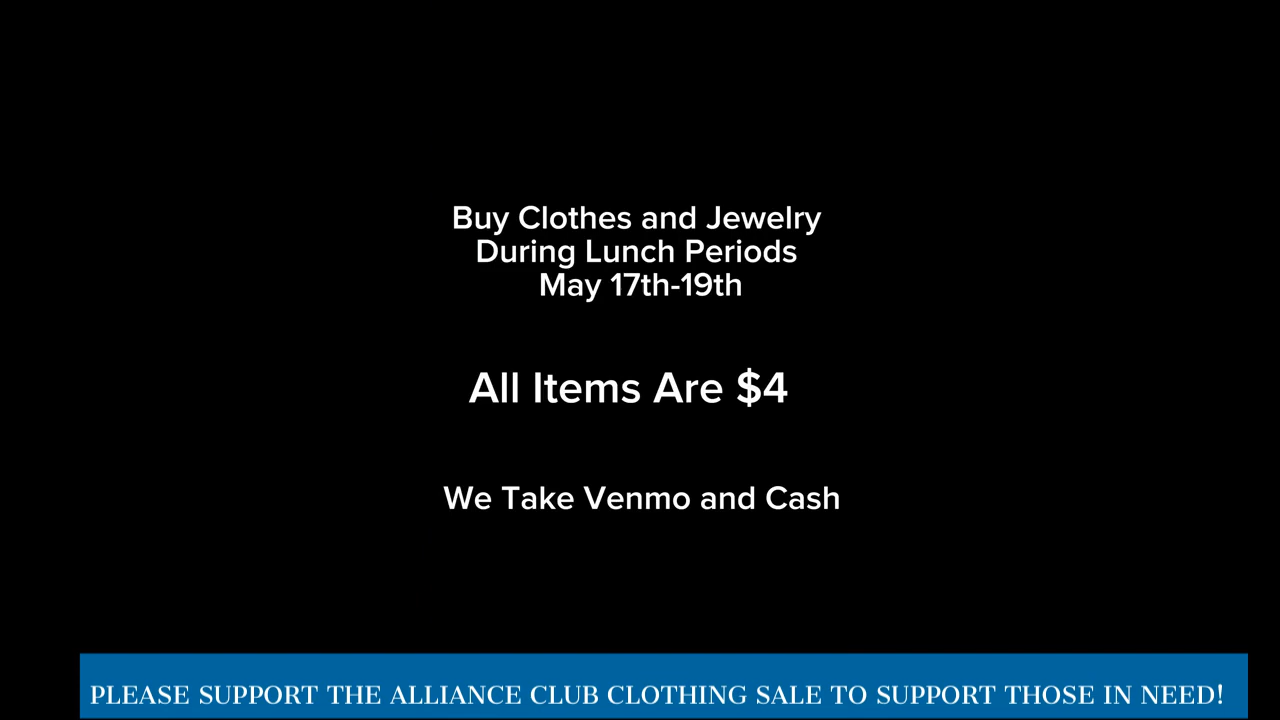 Buy Clothes and Jewelry
During Lunch Periods
May 17th-19th
All Items Are $4
We Take Venmo and Cash
PLEASE SUPPORT THE ALLIANCE CLUB CLOTHING SALE TO SUPPORT THOSE IN NEED!